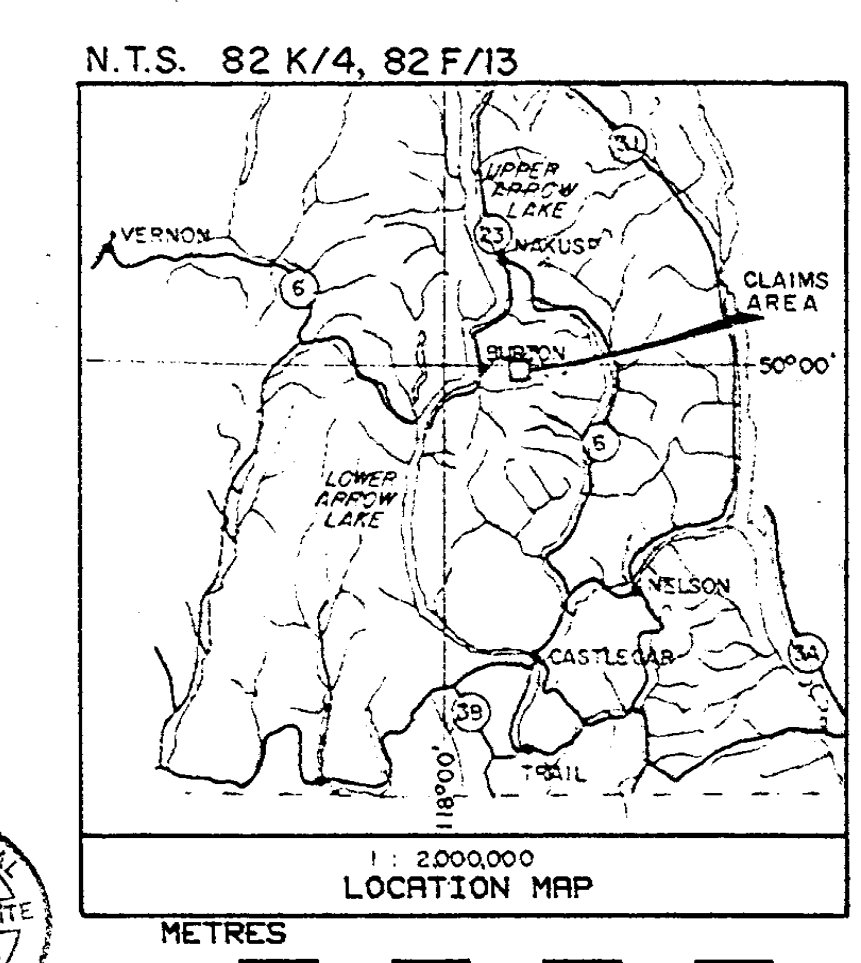 N.T.S. 82 K/4, 82 F/13
31
UPPER
ARROW
LAKE
VERNON
23
NAKUSP
6
CLAIMS
AREA
BURTON
50°00'
6
LOWER
ARROW
LAKE
NELSON
CASTLEGAR
3A
3B
118°00'
TRAIL
1 : 2,000,000
LOCATION MAP
METRES